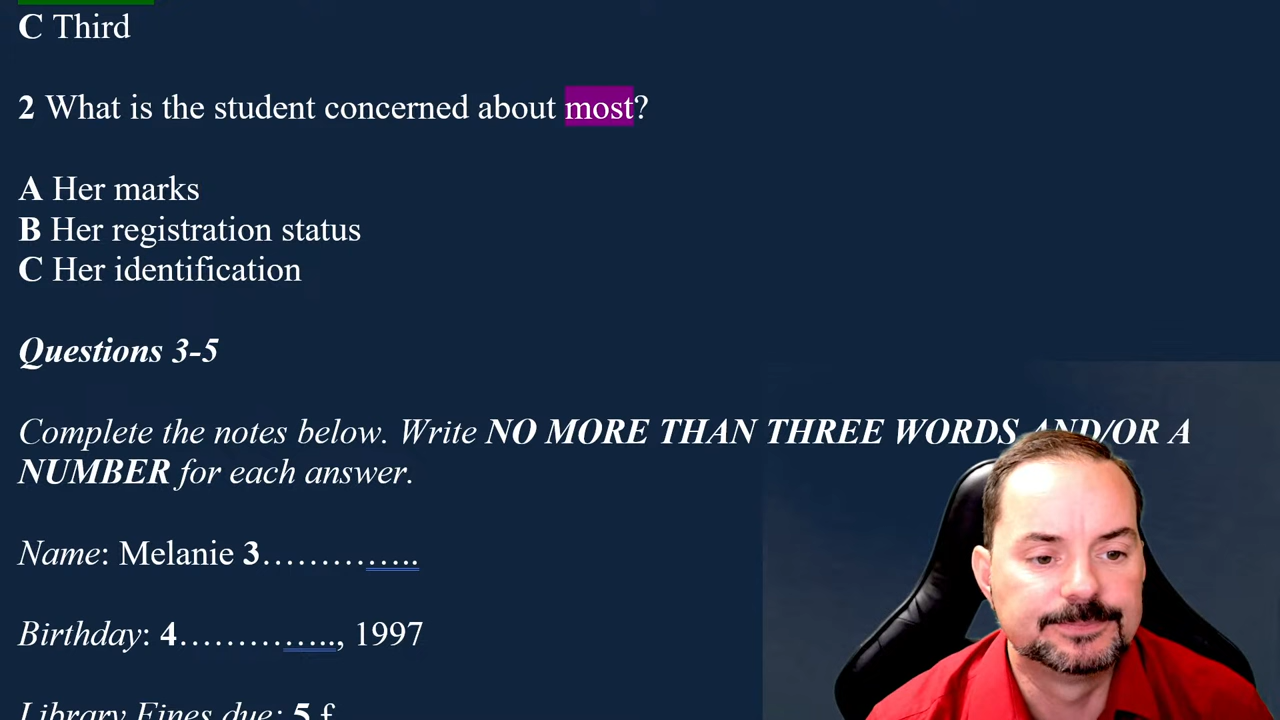 C Third
2 What is the student concerned about most?
A Her marks
B Her registration status
C Her identification
Questions 3-5
Complete the notes below. Write NO MORE THAN THREE WORDS AND/OR A
NUMBER for each answer.
Name: Melanie 3…………..
Birthday: 4………….., 1997
Library Fines due: 5 £